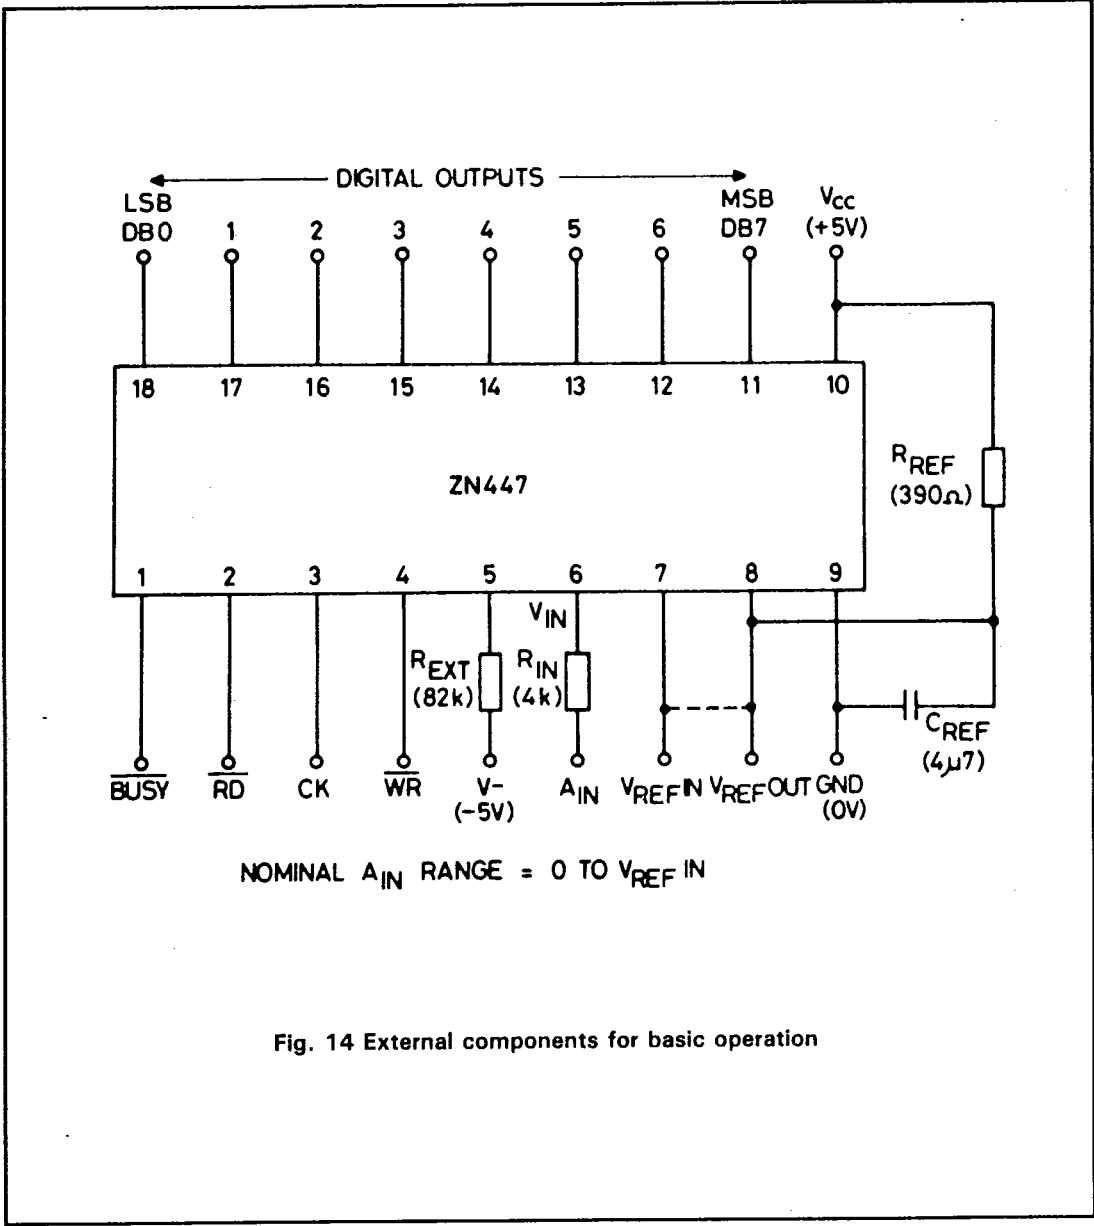 DIGITAL OUTPUTS
LSB MSB Vcc
DB0 1 2 3 4 5 6 DB7 (+5V)
18 17 16 15 14 13 12 11 10
RREF
(390Ω)
ZN447
1 2 3 4 5 6 7 8 9
VIN
REXT RIN
(82k) (4k)
CREF
(4µ7)
BUSY RD CK WR V- AIN VREF IN VREF OUT GND
(-5V) (0V)
NOMINAL AIN RANGE = 0 TO VREF IN
Fig. 14 External components for basic operation